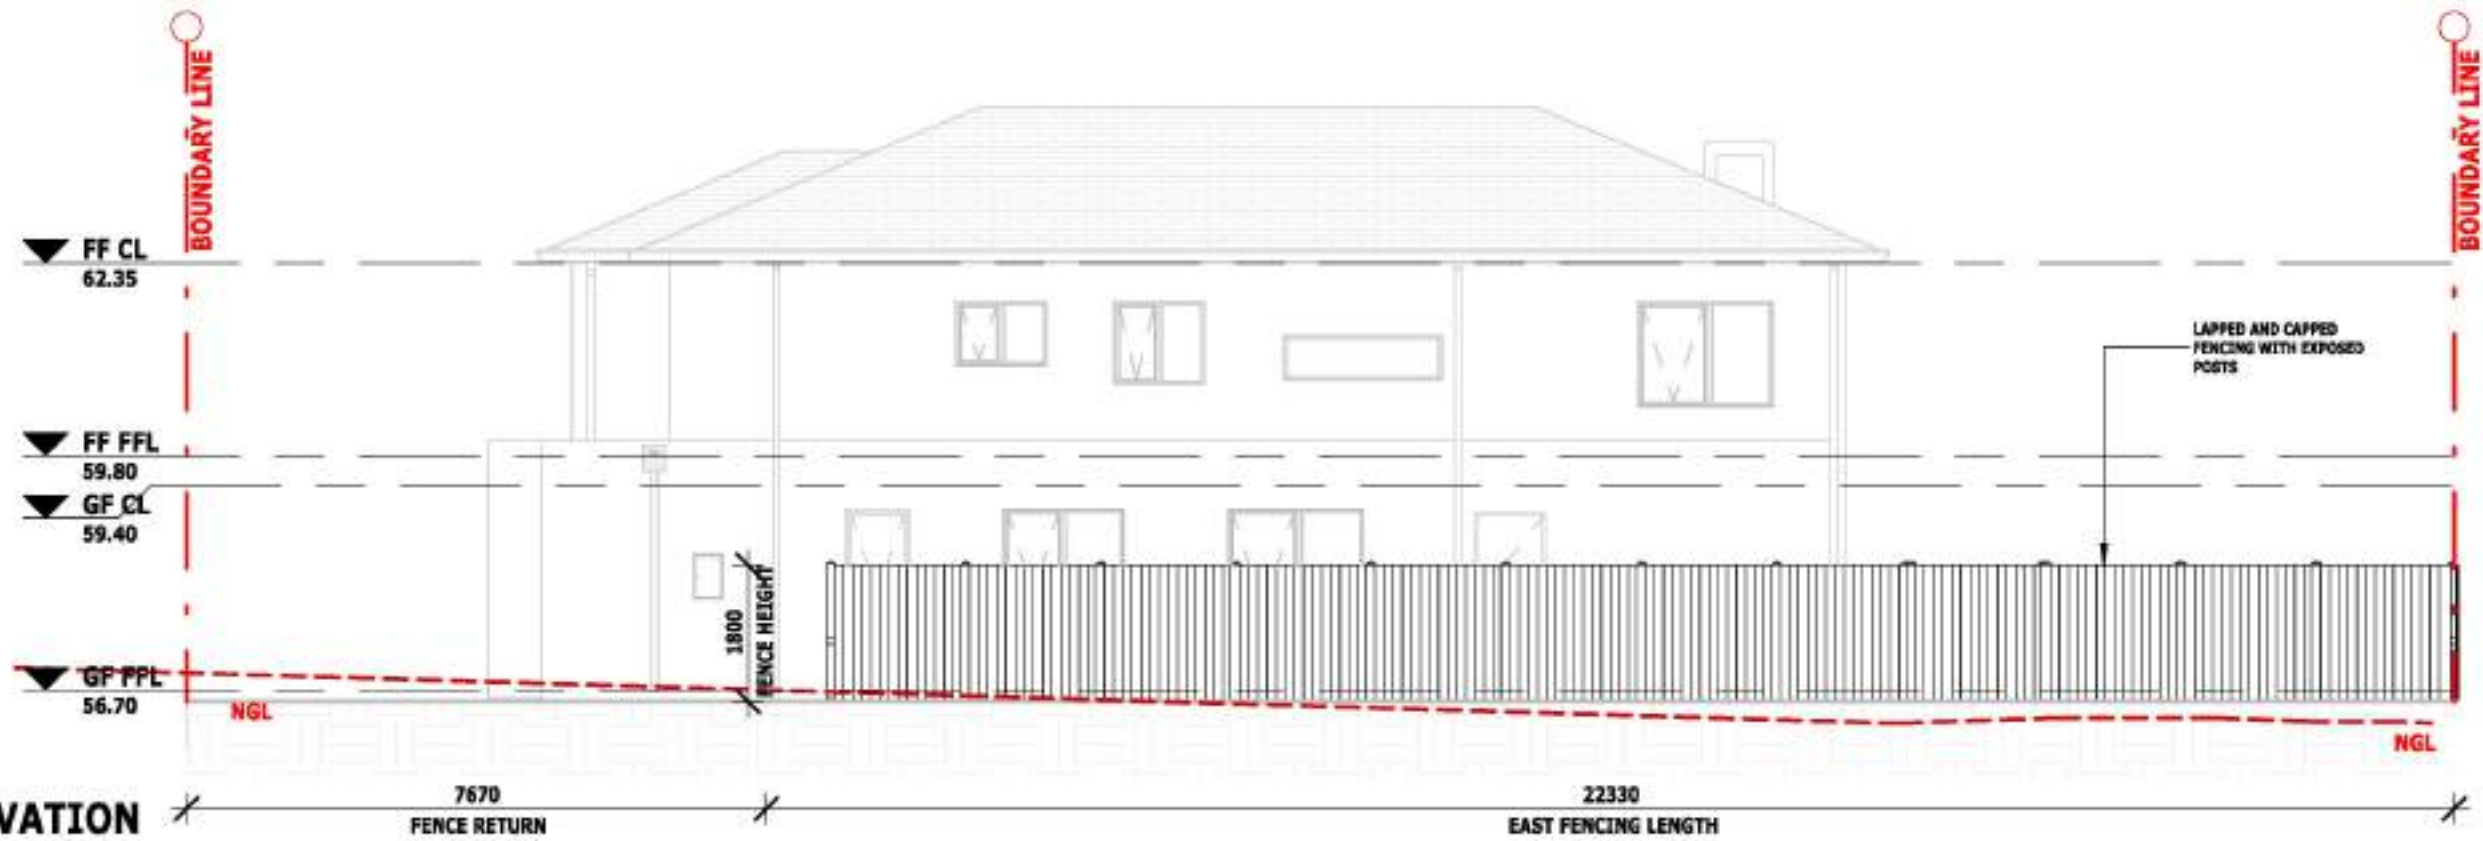 BOUNDARY LINE
BOUNDARY LINE
FF CL
62.35
LAPPED AND CAPPED
FENCING WITH EXPOSED
POSTS
FF FFL
59.80
GF CL
59.40
1800
FENCE HEIGHT
GF FFL
56.70
NGL
NGL
7670
FENCE RETURN
22330
EAST FENCING LENGTH
VATION